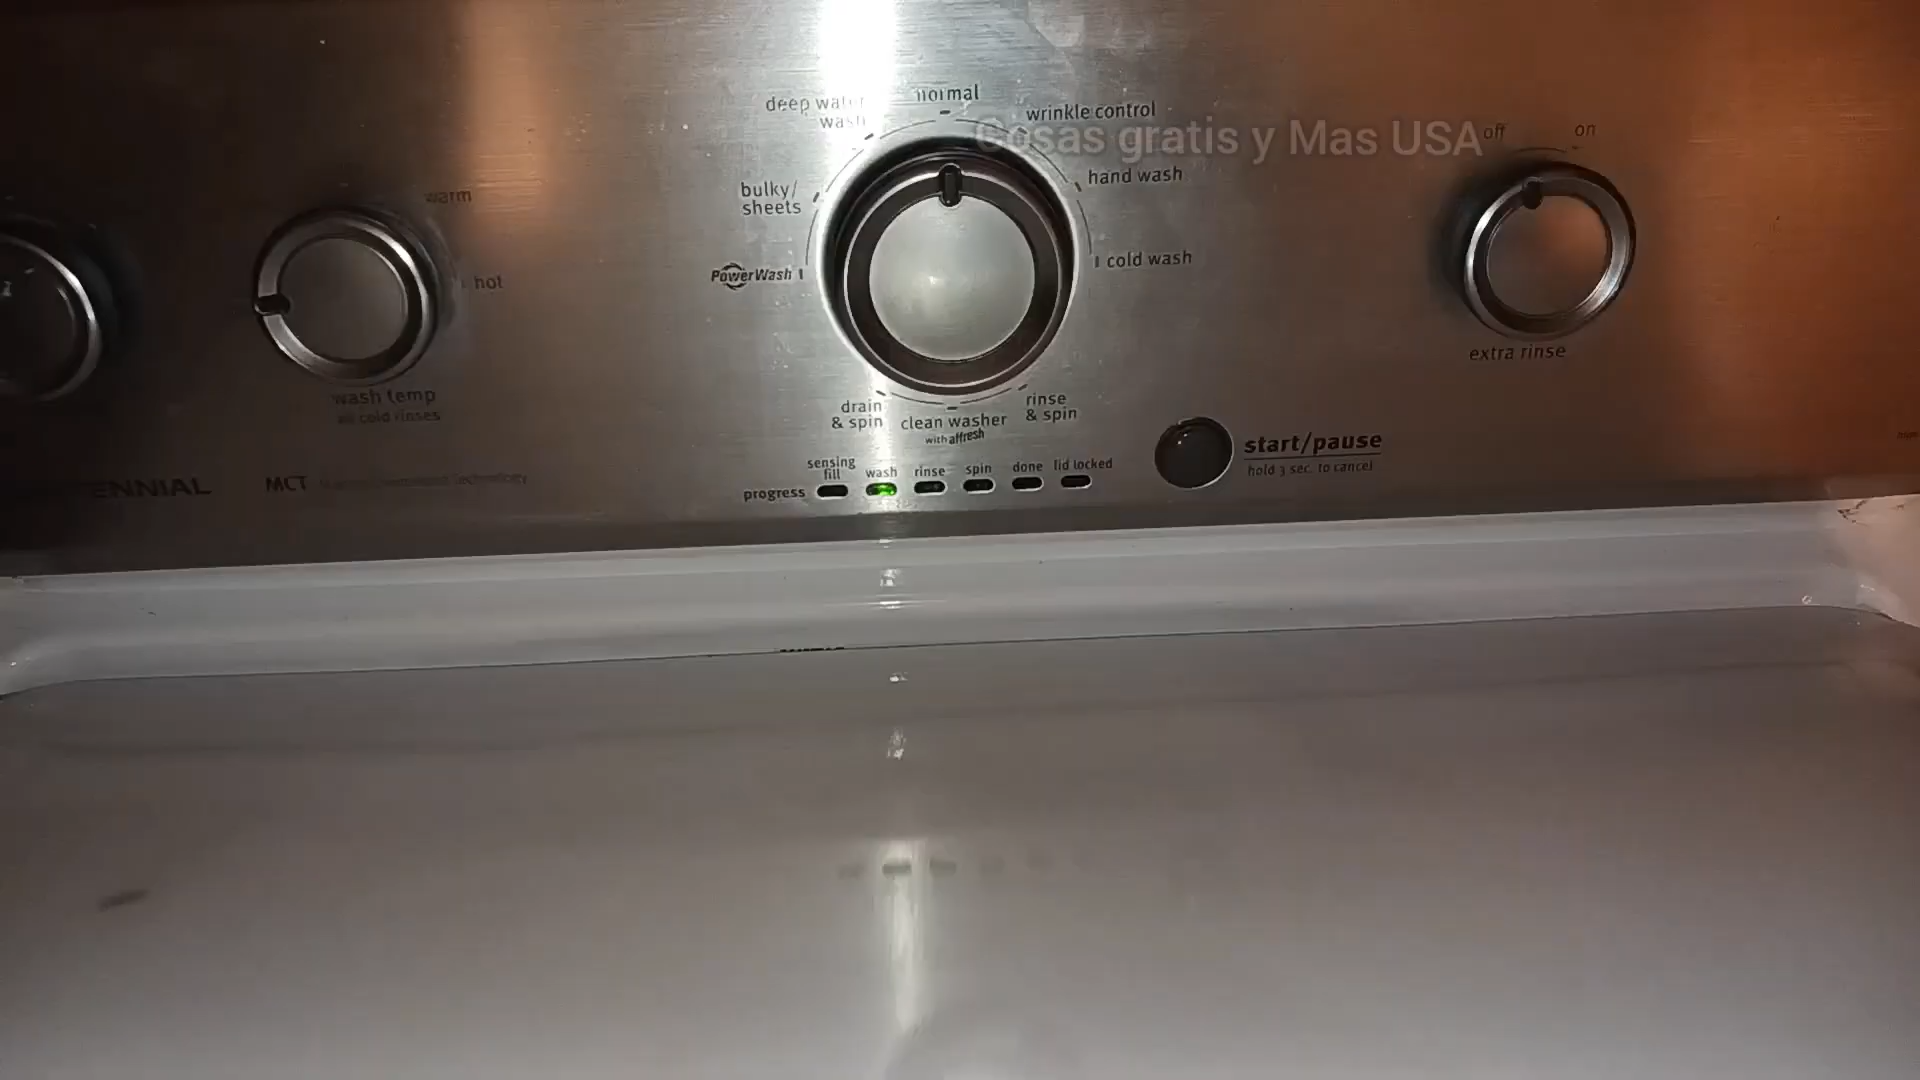 deep water
wash
normal
wrinkle control
Cosas gratis y Mas USA
off
on
warm
bulky/
sheets
hand wash
hot
PowerWash
cold wash
extra rinse
wash temp
all cold rinses
drain
& spin
clean washer
with affresh
rinse
& spin
start/pause
hold 3 sec. to cancel
ENNIAL
MCT
Technology
sensing
fill
wash
rinse
spin
done
lid locked
progress